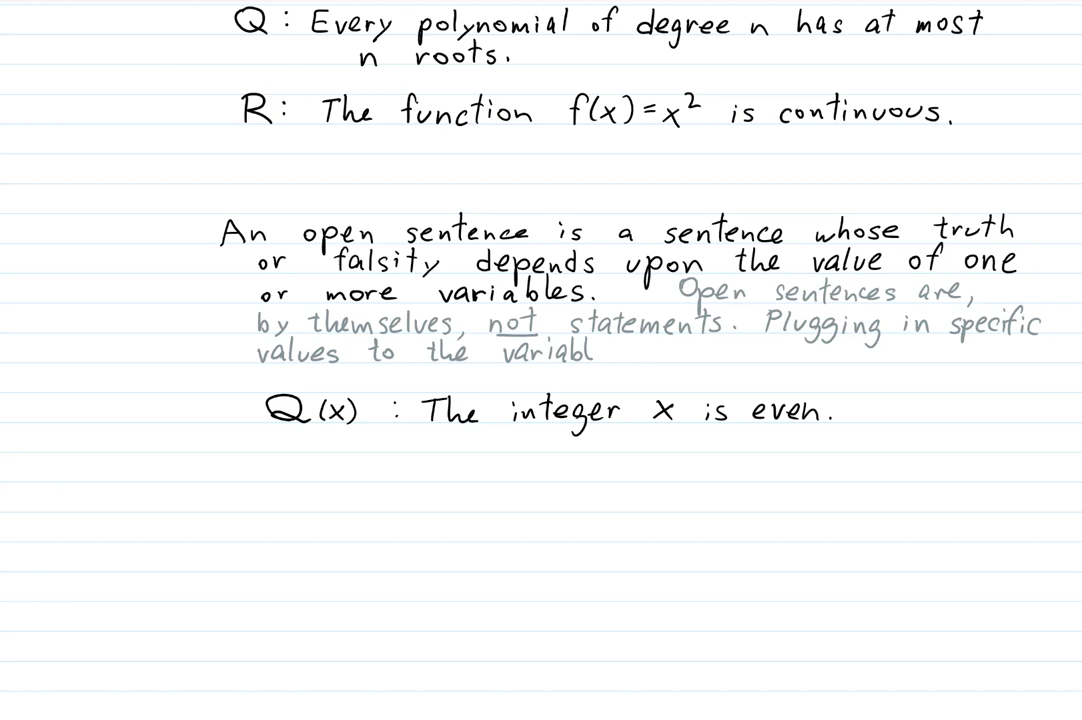 Q : Every polynomial of degree n has at most
n roots.
R: The function f(x)=x² is continuous.
An open sentence is a sentence whose truth
or falsity depends upon the value of one
or more variables. Open sentences are,
by themselves, not statements. Plugging in specific
values to the variabl
Q(x) : The integer x is even.